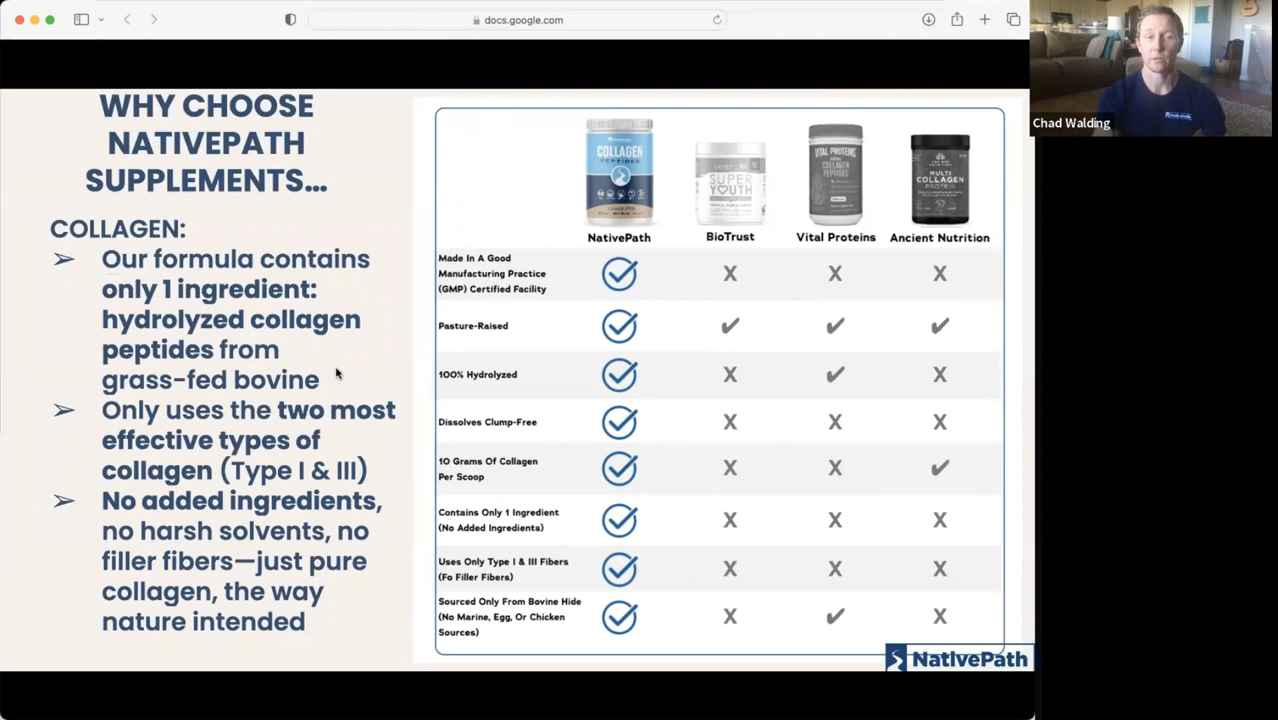 docs.google.com
Chad Walding
WHY CHOOSE
NATIVEPATH
SUPPLEMENTS...
COLLAGEN:
➢ Our formula contains
only 1 ingredient:
hydrolyzed collagen
peptides from
grass-fed bovine
➢ Only uses the two most
effective types of
collagen (Type I & III)
➢ No added ingredients,
no harsh solvents, no
filler fibers—just pure
collagen, the way
nature intended
COLLAGEN
PEPTIDES
SUPER
YOUTH
VITAL PROTEINS
COLLAGEN
PEPTIDES
MULTI
COLLAGEN
PROTEIN
NativePath BioTrust Vital Proteins Ancient Nutrition
Made In A Good
Manufacturing Practice
(GMP) Certified Facility
✓ X X X
Pasture-Raised ✓ ✓ ✓ ✓
100% Hydrolyzed ✓ X ✓ X
Dissolves Clump-Free ✓ X X X
10 Grams Of Collagen
Per Scoop
✓ X X ✓
Contains Only 1 Ingredient
(No Added Ingredients)
✓ X X X
Uses Only Type I & III Fibers
(Fo Filler Fibers)
✓ X X X
Sourced Only From Bovine Hide
(No Marine, Egg, Or Chicken
Sources)
✓ X ✓ X
NativePath